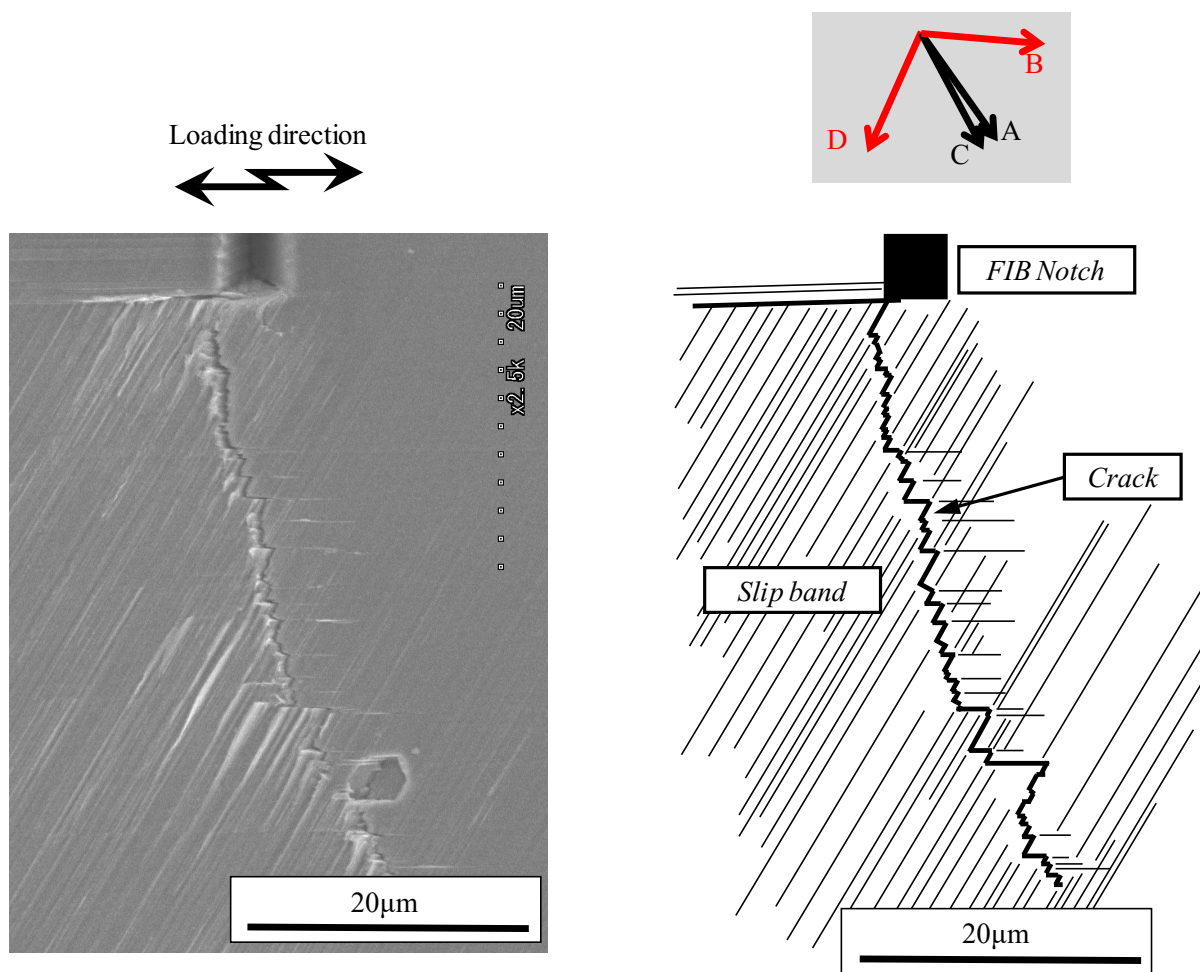 Loading direction
B
D
A
C
FIB Notch
x2.5k 20um
Crack
Slip band
20μm
20μm